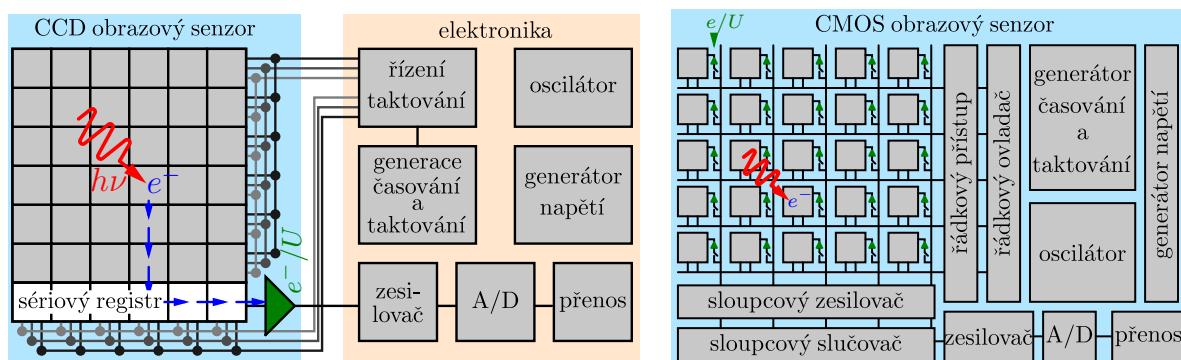 CCD obrazový senzor
elektronika
řízení
taktování
oscilátor
generace
časování
a
taktování
generátor
napětí
hν
e⁻
sériový registr
e⁻/U
zesi-
lovač
A/D
přenos
e/U
CMOS obrazový senzor
e⁻
řádkový přístup
řádkový ovladač
generátor
časování
a
taktování
oscilátor
generátor napětí
sloupcový zesilovač
sloupcový slučovač
zesilovač
A/D
přenos